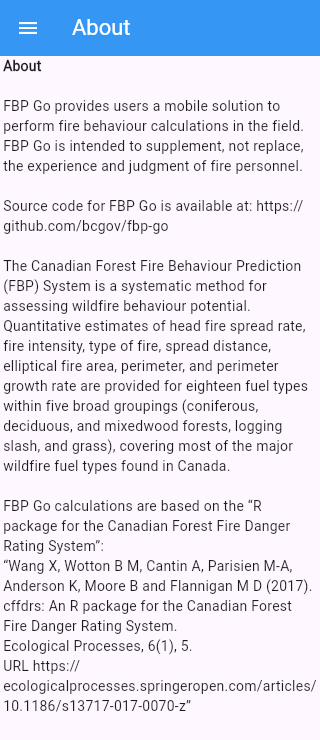 About
About
FBP Go provides users a mobile solution to
perform fire behaviour calculations in the field.
FBP Go is intended to supplement, not replace,
the experience and judgment of fire personnel.
Source code for FBP Go is available at: https://
github.com/bcgov/fbp-go
The Canadian Forest Fire Behaviour Prediction
(FBP) System is a systematic method for
assessing wildfire behaviour potential.
Quantitative estimates of head fire spread rate,
fire intensity, type of fire, spread distance,
elliptical fire area, perimeter, and perimeter
growth rate are provided for eighteen fuel types
within five broad groupings (coniferous,
deciduous, and mixedwood forests, logging
slash, and grass), covering most of the major
wildfire fuel types found in Canada.
FBP Go calculations are based on the “R
package for the Canadian Forest Fire Danger
Rating System”:
“Wang X, Wotton B M, Cantin A, Parisien M-A,
Anderson K, Moore B and Flannigan M D (2017).
cffdrs: An R package for the Canadian Forest
Fire Danger Rating System.
Ecological Processes, 6(1), 5.
URL https://
ecologicalprocesses.springeropen.com/articles/
10.1186/s13717-017-0070-z”